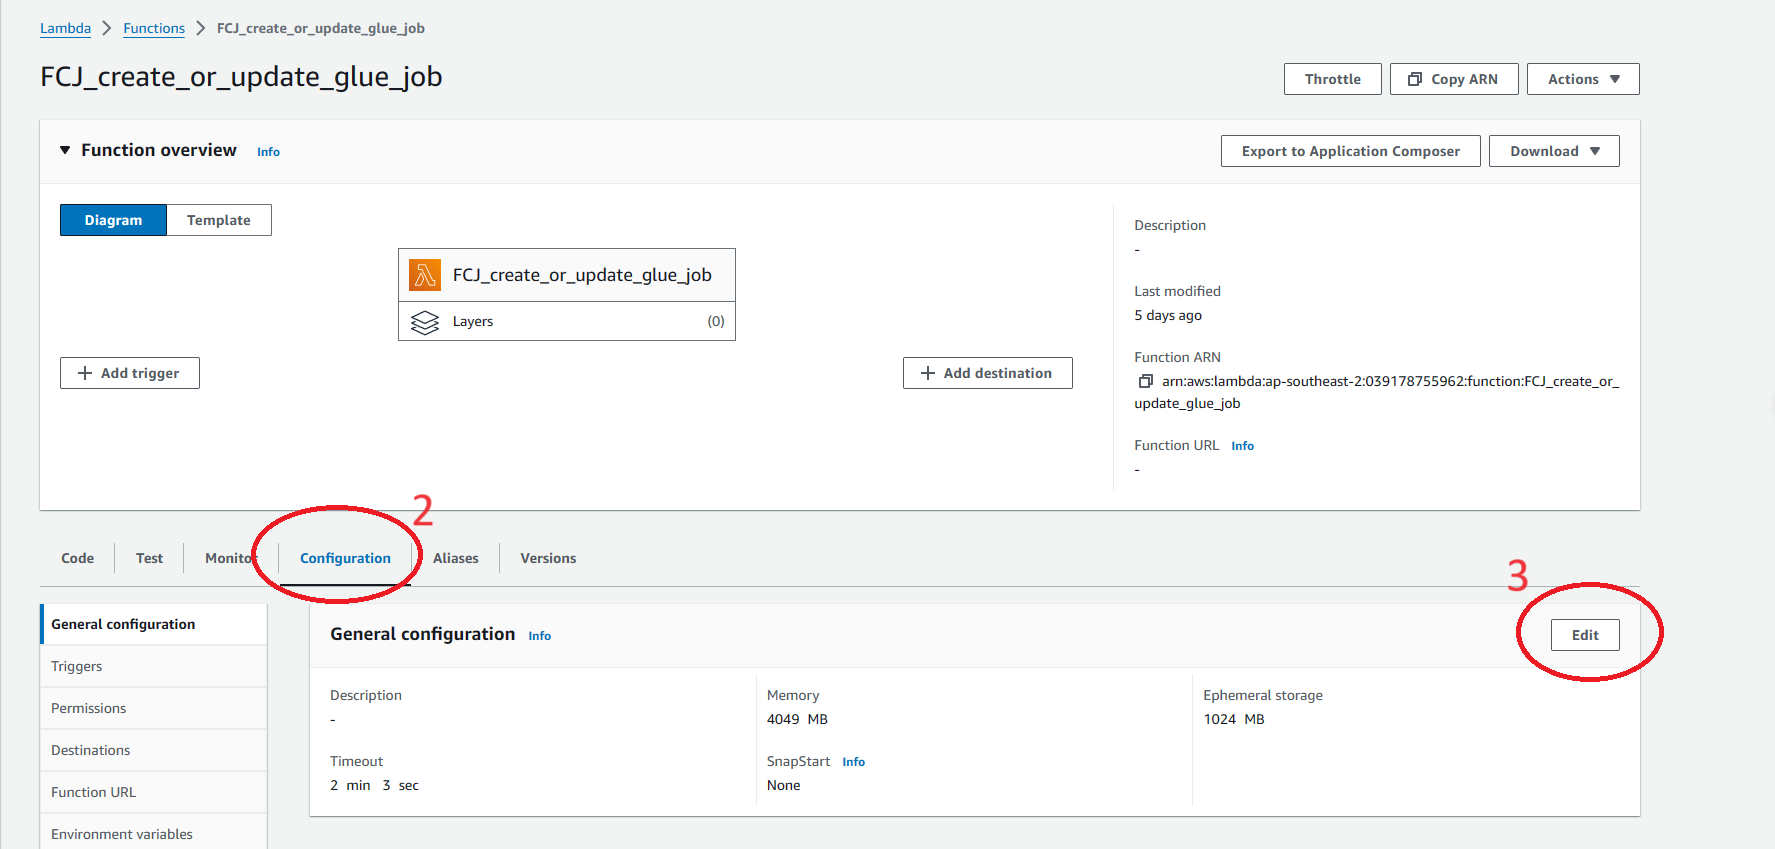 Lambda > Functions > FCJ_create_or_update_glue_job
FCJ_create_or_update_glue_job
Throttle
Copy ARN
Actions
Function overview Info
Export to Application Composer
Download
Diagram
Template
FCJ_create_or_update_glue_job
Layers (0)
Add trigger
Add destination
Description
-
Last modified
5 days ago
Function ARN
arn:aws:lambda:ap-southeast-2:039178755962:function:FCJ_create_or_
update_glue_job
Function URL Info
-
2
Code
Test
Monitor
Configuration
Aliases
Versions
3
General configuration
Triggers
Permissions
Destinations
Function URL
Environment variables
General configuration Info
Edit
Description
-
Memory
4049 MB
Ephemeral storage
1024 MB
Timeout
2 min 3 sec
SnapStart Info
None